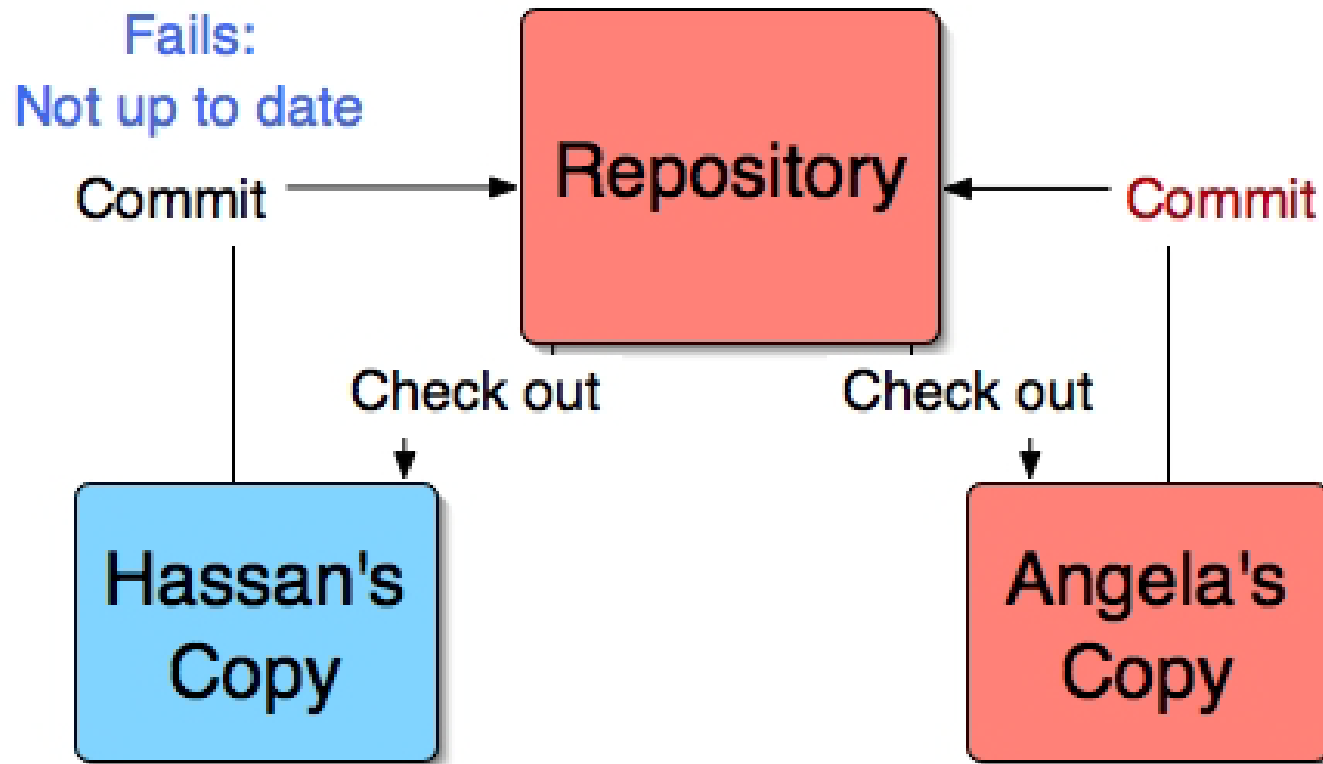 Fails:
Not up to date
Repository
Commit
Commit
Check out
Check out
Hassan's
Copy
Angela's
Copy